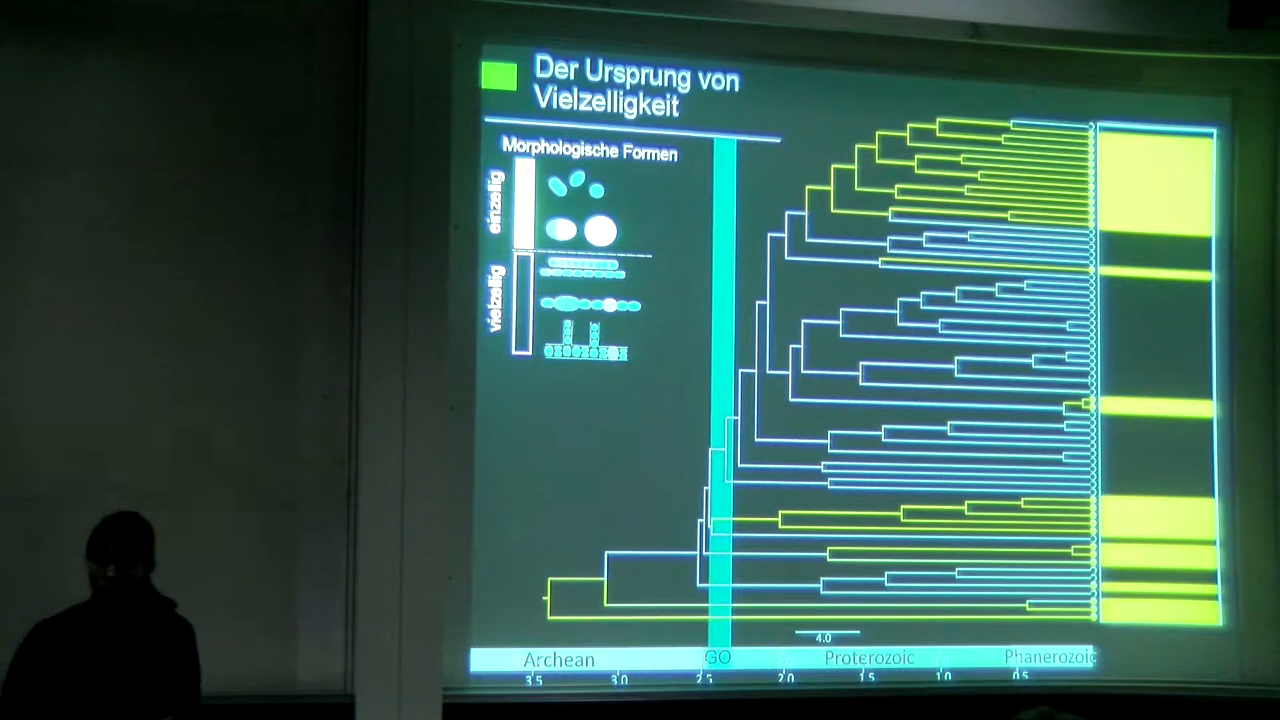 Der Ursprung von
Vielzelligkeit
Morphologische Formen
einzellig
vielzellig
4.0
Archean
GO
Proterozoic
Phanerozoic
3.5
3.0
2.5
2.0
1.5
1.0
0.5